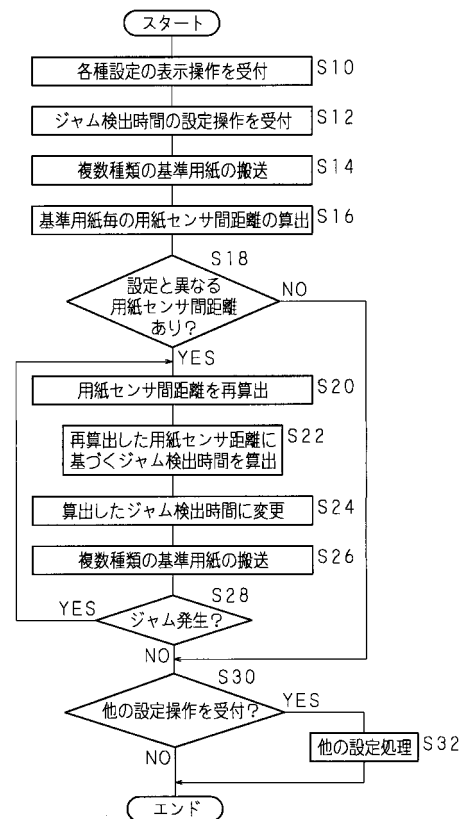 スタート
各種設定の表示操作を受付
S10
ジャム検出時間の設定操作を受付
S12
複数種類の基準用紙の搬送
S14
基準用紙毎の用紙センサ間距離の算出
S16
S18
設定と異なる
用紙センサ間距離
あり?
NO
YES
用紙センサ間距離を再算出
S20
再算出した用紙センサ距離に
基づくジャム検出時間を算出
S22
算出したジャム検出時間に変更
S24
複数種類の基準用紙の搬送
S26
S28
YES
ジャム発生?
NO
S30
他の設定操作を受付?
YES
他の設定処理
S32
NO
エンド